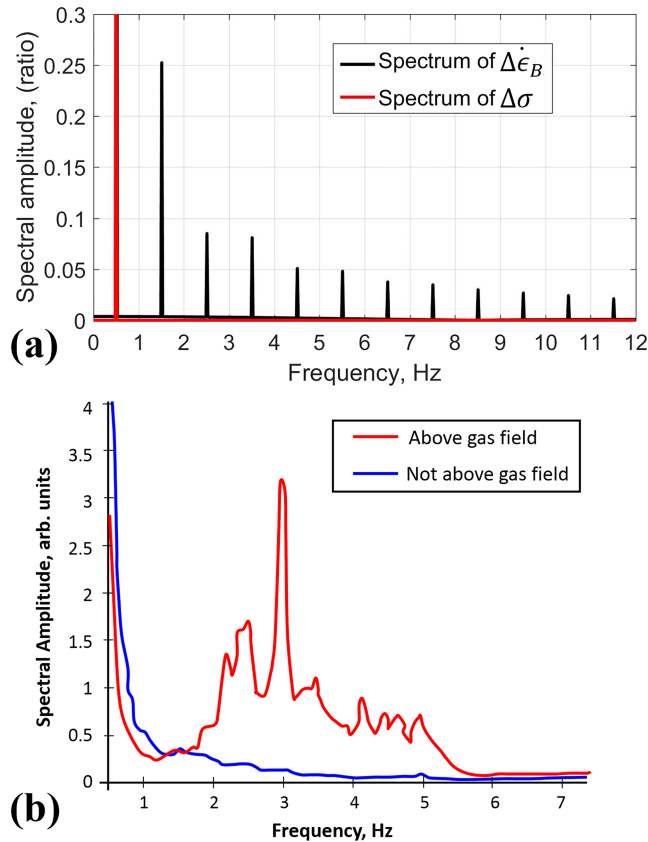 0.3
0.25
0.2
0.15
0.1
0.05
0
Spectral amplitude, (ratio)
Spectrum of Δε̇_B
Spectrum of Δσ
0 1 2 3 4 5 6 7 8 9 10 11 12
Frequency, Hz
(a)
4
3.5
3
2.5
2
1.5
1
0.5
0
Spectral Amplitude, arb. units
Above gas field
Not above gas field
1 2 3 4 5 6 7
Frequency, Hz
(b)